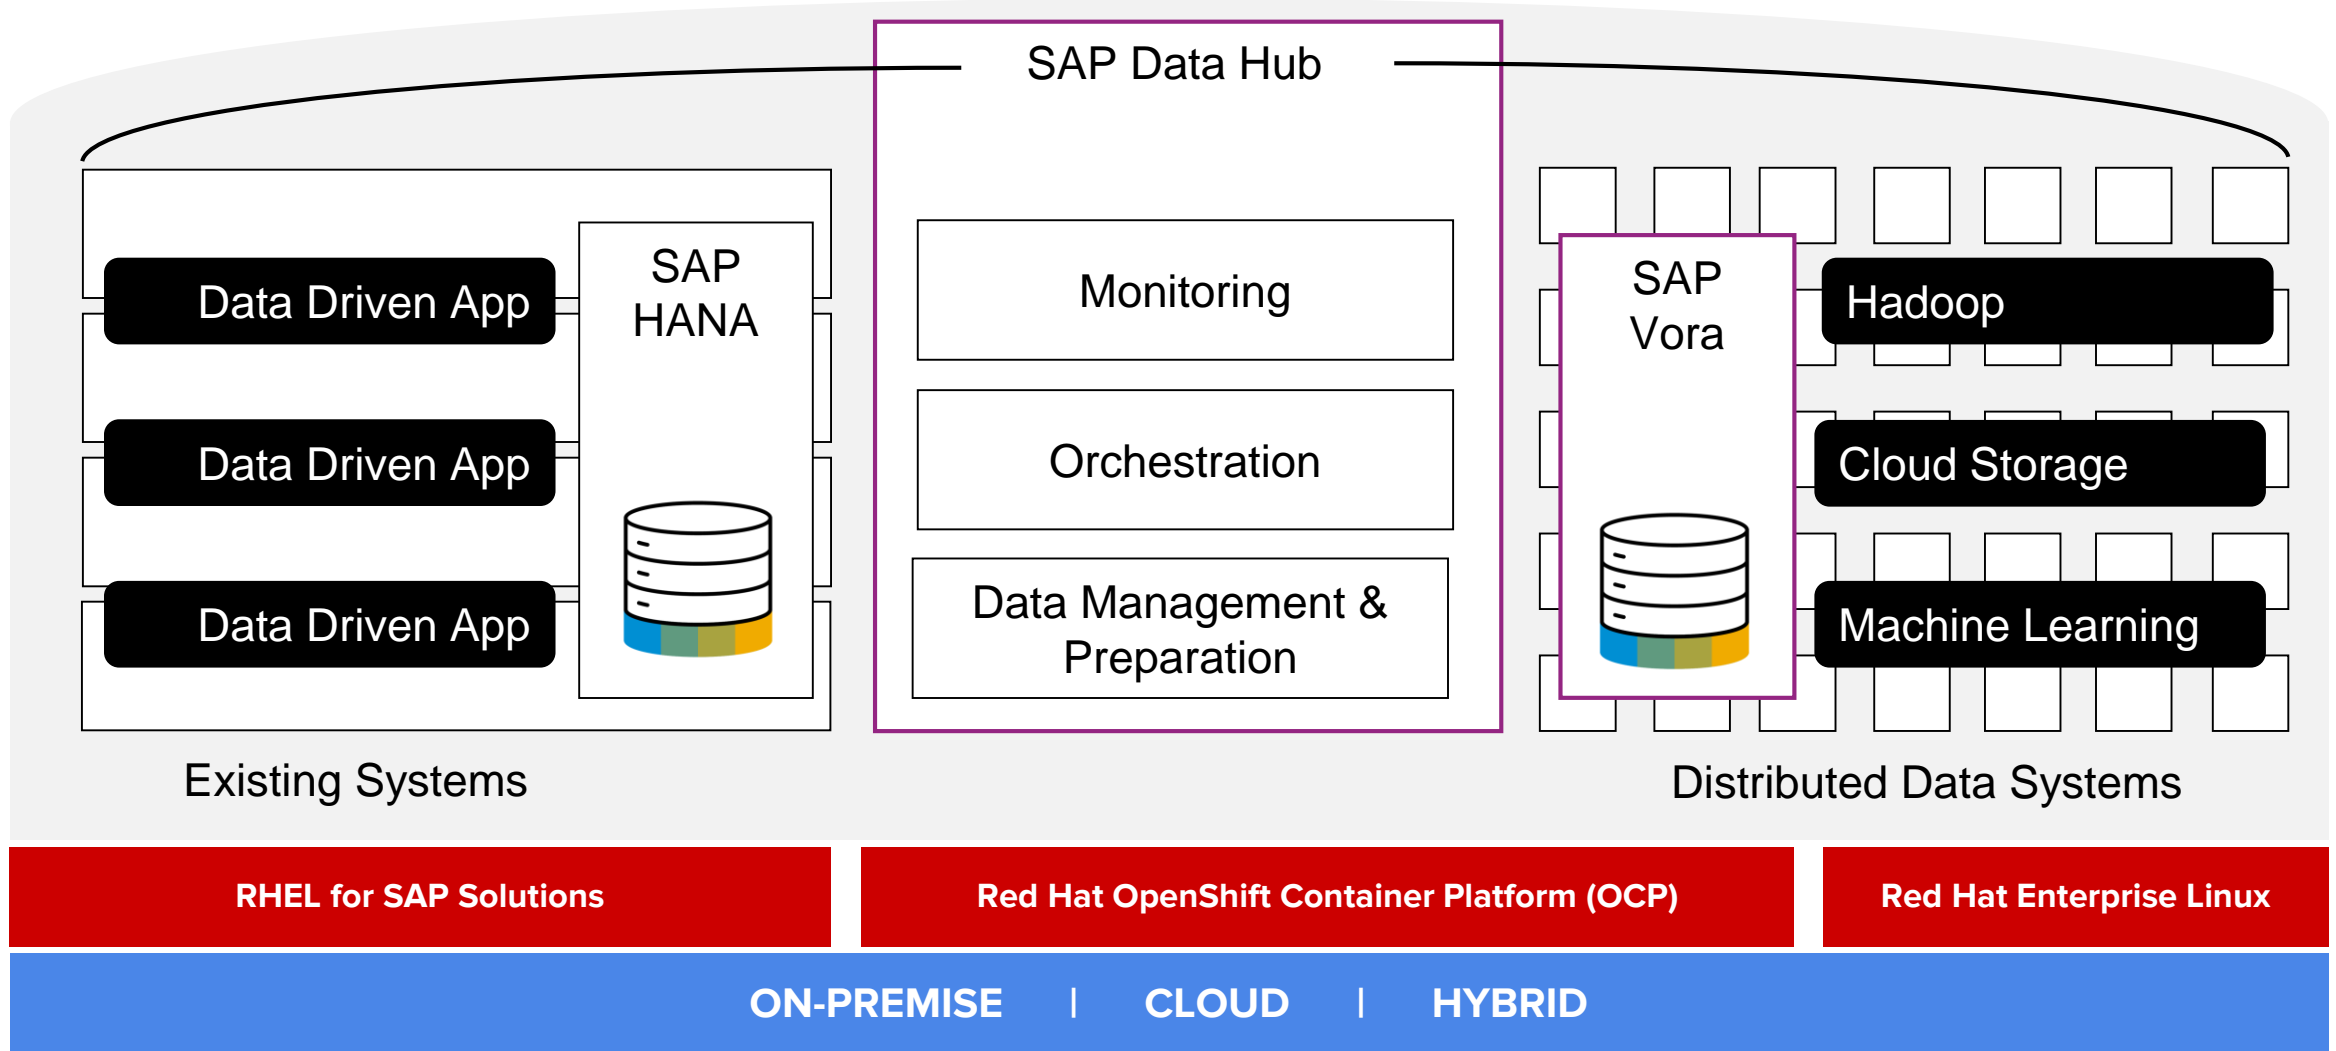 SAP Data Hub
SAP
HANA
Data Driven App
Data Driven App
Data Driven App
Existing Systems
Monitoring
Orchestration
Data Management &
Preparation
SAP
Vora
Hadoop
Cloud Storage
Machine Learning
Distributed Data Systems
RHEL for SAP Solutions
Red Hat OpenShift Container Platform (OCP)
Red Hat Enterprise Linux
ON-PREMISE | CLOUD | HYBRID